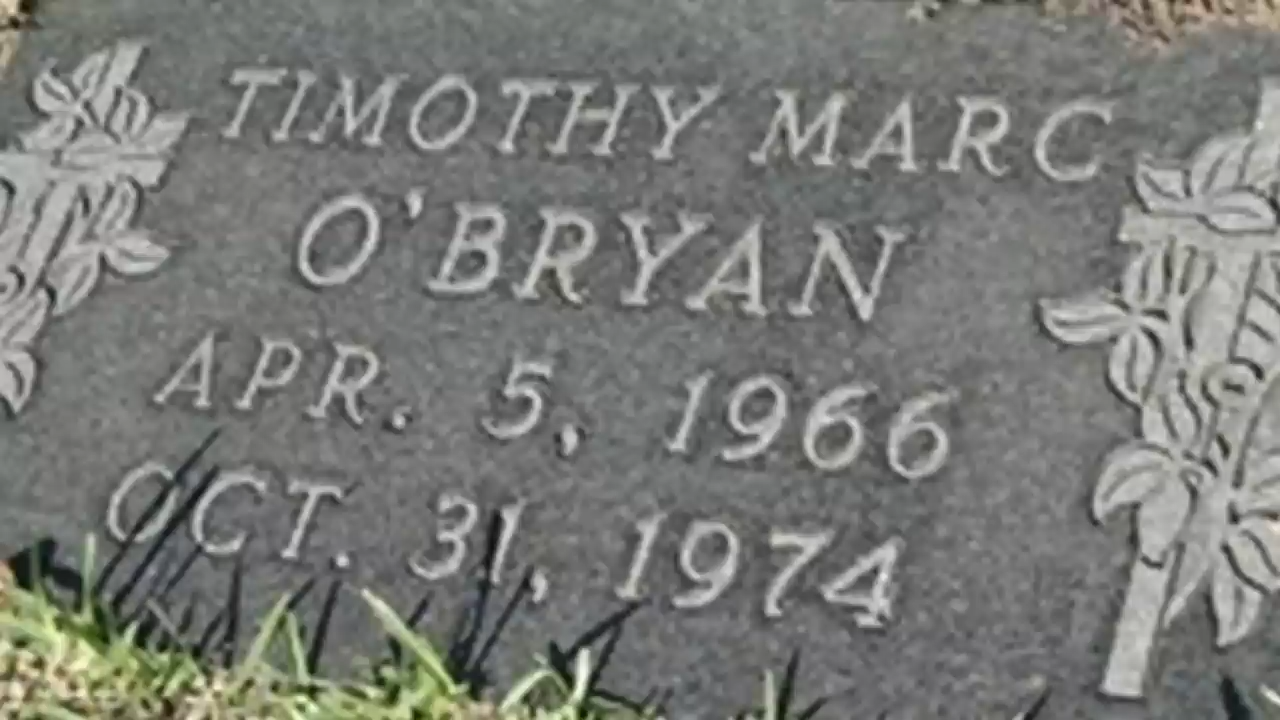 TIMOTHY MARC
O'BRYAN
APR. 5, 1966
OCT. 31, 1974